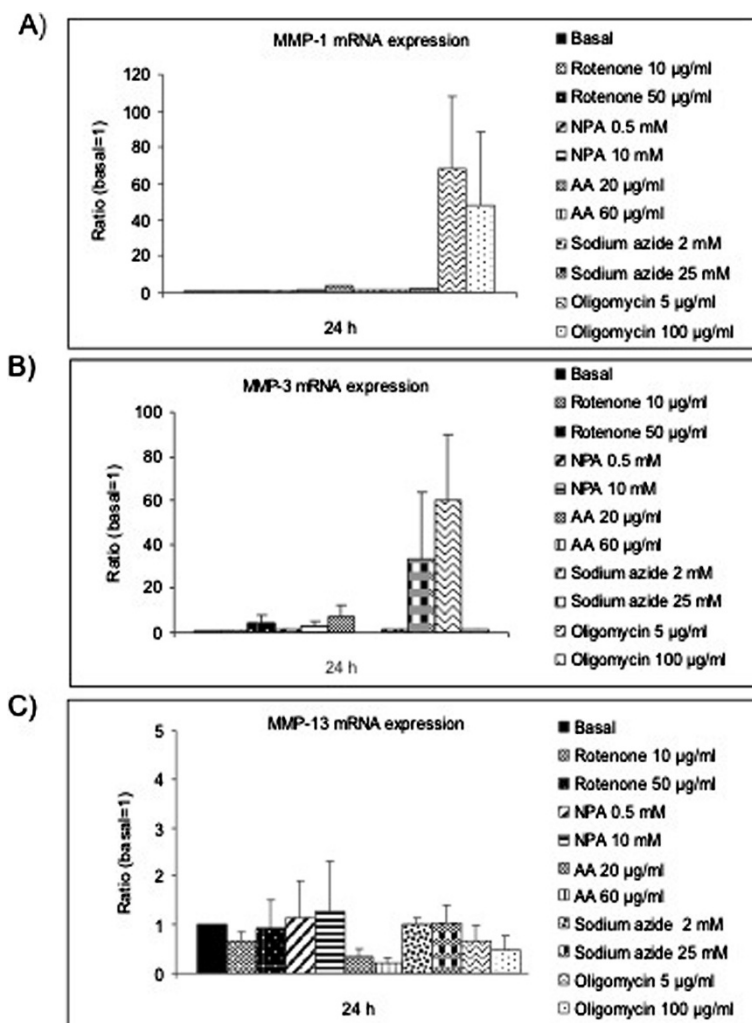 A)
MMP-1 mRNA expression
Ratio (basal=1)
120
100
80
60
40
20
0
24 h
Basal
Rotenone 10 µg/ml
Rotenone 50 µg/ml
NPA 0.5 mM
NPA 10 mM
AA 20 µg/ml
AA 60 µg/ml
Sodium azide 2 mM
Sodium azide 25 mM
Oligomycin 5 µg/ml
Oligomycin 100 µg/ml
B)
MMP-3 mRNA expression
Ratio (basal=1)
100
80
60
40
20
0
24 h
Basal
Rotenone 10 µg/ml
Rotenone 50 µg/ml
NPA 0.5 mM
NPA 10 mM
AA 20 µg/ml
AA 60 µg/ml
Sodium azide 2 mM
Sodium azide 25 mM
Oligomycin 5 µg/ml
Oligomycin 100 µg/ml
C)
MMP-13 mRNA expression
Ratio (basal=1)
5
4
3
2
1
0
24 h
Basal
Rotenone 10 µg/ml
Rotenone 50 µg/ml
NPA 0.5 mM
NPA 10 mM
AA 20 µg/ml
AA 60 µg/ml
Sodium azide 2 mM
Sodium azide 25 mM
Oligomycin 5 µg/ml
Oligomycin 100 µg/ml